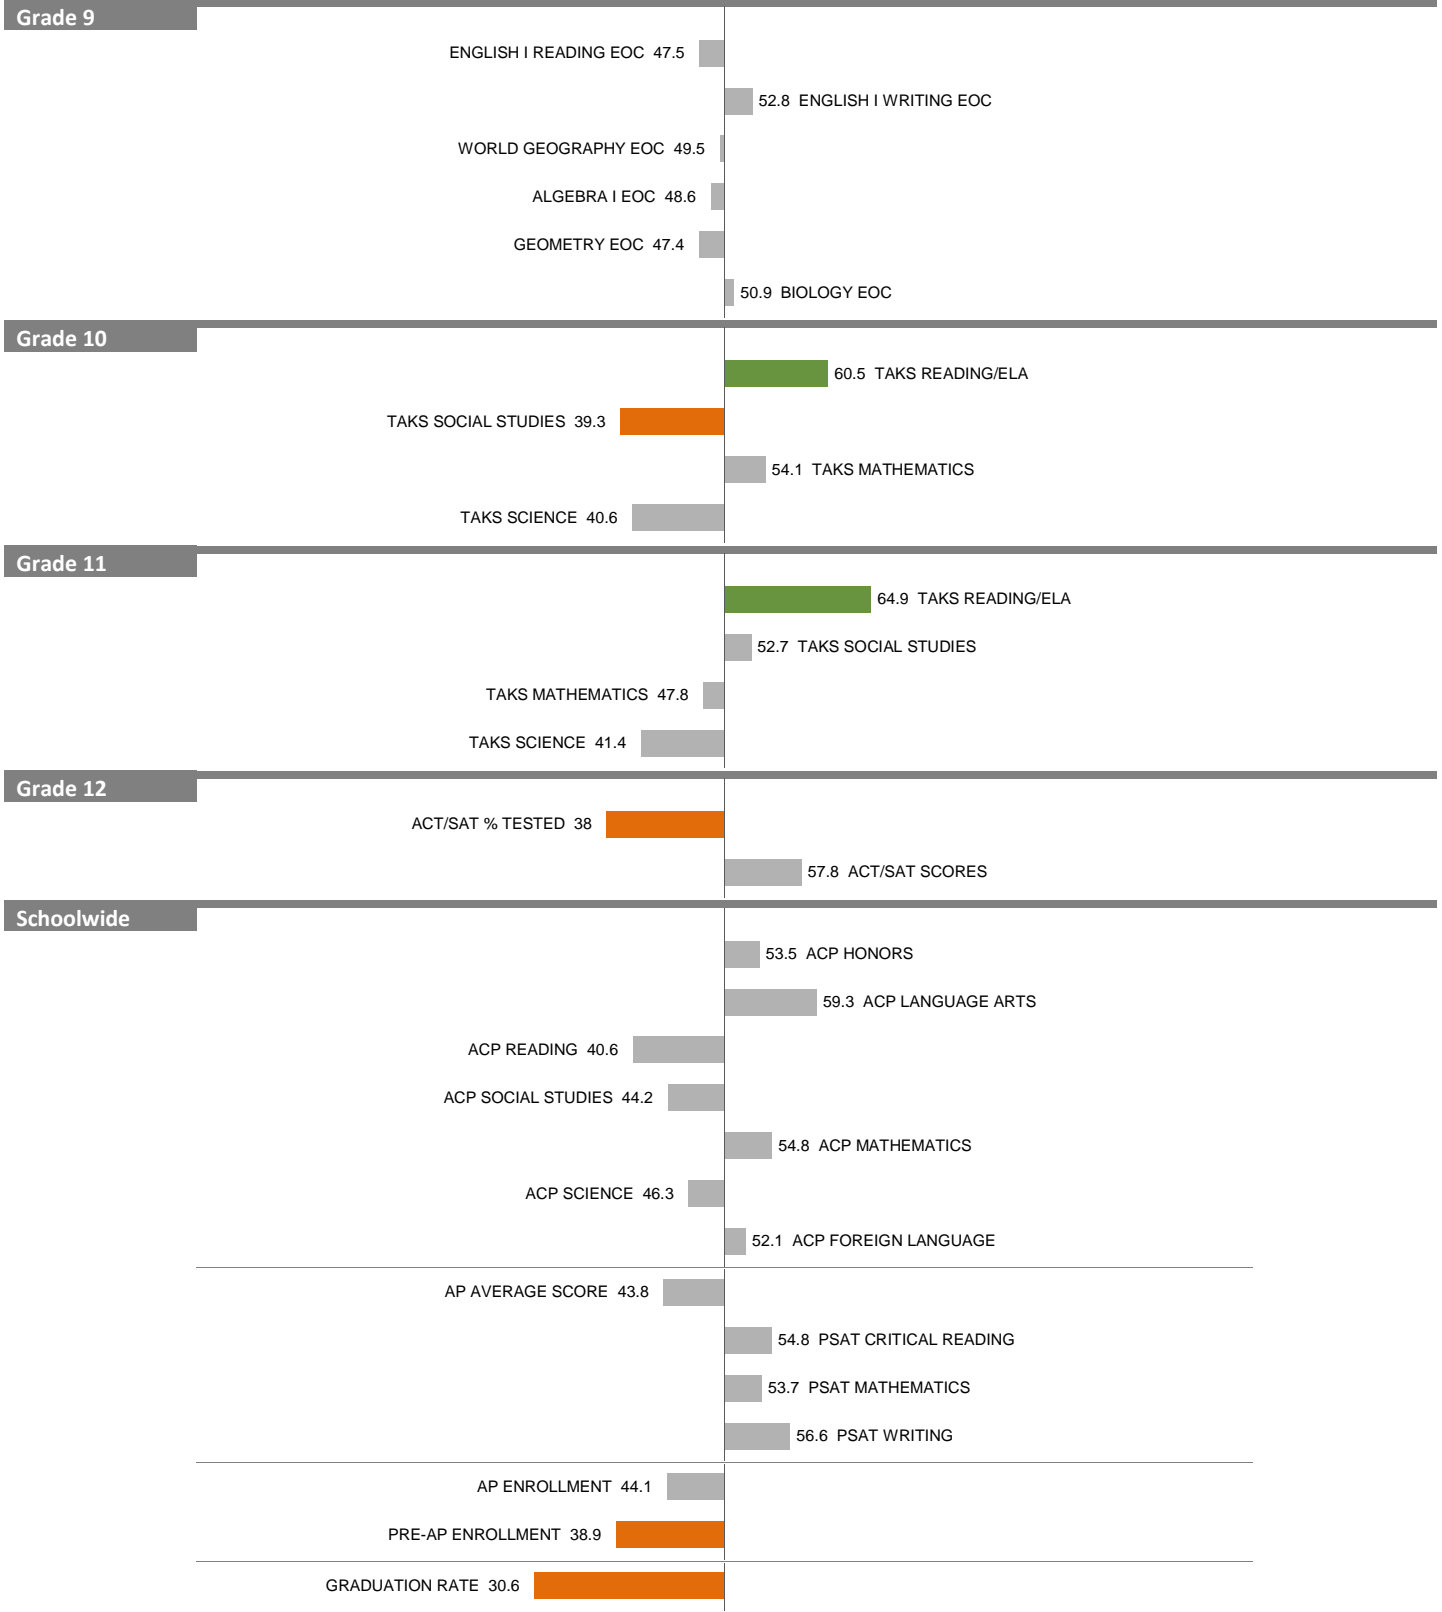 Grade 9
ENGLISH I READING EOC 47.5
52.8 ENGLISH I WRITING EOC
WORLD GEOGRAPHY EOC 49.5
ALGEBRA I EOC 48.6
GEOMETRY EOC 47.4
50.9 BIOLOGY EOC
Grade 10
60.5 TAKS READING/ELA
TAKS SOCIAL STUDIES 39.3
54.1 TAKS MATHEMATICS
TAKS SCIENCE 40.6
Grade 11
64.9 TAKS READING/ELA
52.7 TAKS SOCIAL STUDIES
TAKS MATHEMATICS 47.8
TAKS SCIENCE 41.4
Grade 12
ACT/SAT % TESTED 38
57.8 ACT/SAT SCORES
Schoolwide
53.5 ACP HONORS
59.3 ACP LANGUAGE ARTS
ACP READING 40.6
ACP SOCIAL STUDIES 44.2
54.8 ACP MATHEMATICS
ACP SCIENCE 46.3
52.1 ACP FOREIGN LANGUAGE
AP AVERAGE SCORE 43.8
54.8 PSAT CRITICAL READING
53.7 PSAT MATHEMATICS
56.6 PSAT WRITING
AP ENROLLMENT 44.1
PRE-AP ENROLLMENT 38.9
GRADUATION RATE 30.6